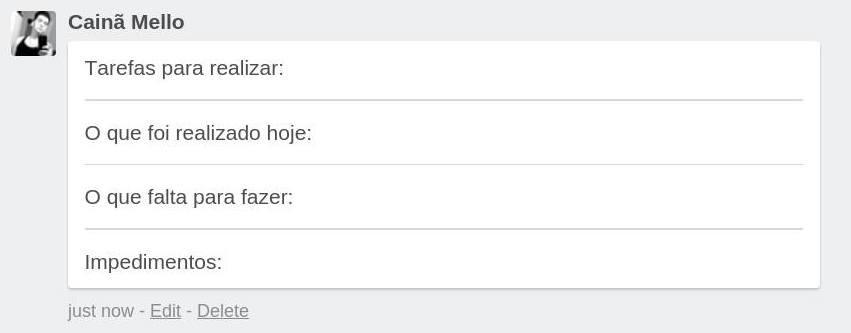 Cainã Mello
Tarefas para realizar:
O que foi realizado hoje:
O que falta para fazer:
Impedimentos:
just now - Edit - Delete